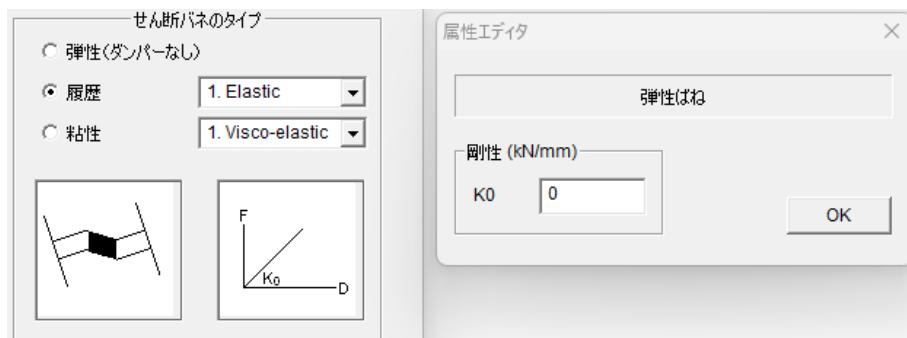 せん断バネのタイプ
弾性(ダンパーなし)
履歴
1. Elastic
粘性
1. Visco-elastic
F
K0
D
属性エディタ
弾性ばね
剛性 (kN/mm)
K0
0
OK